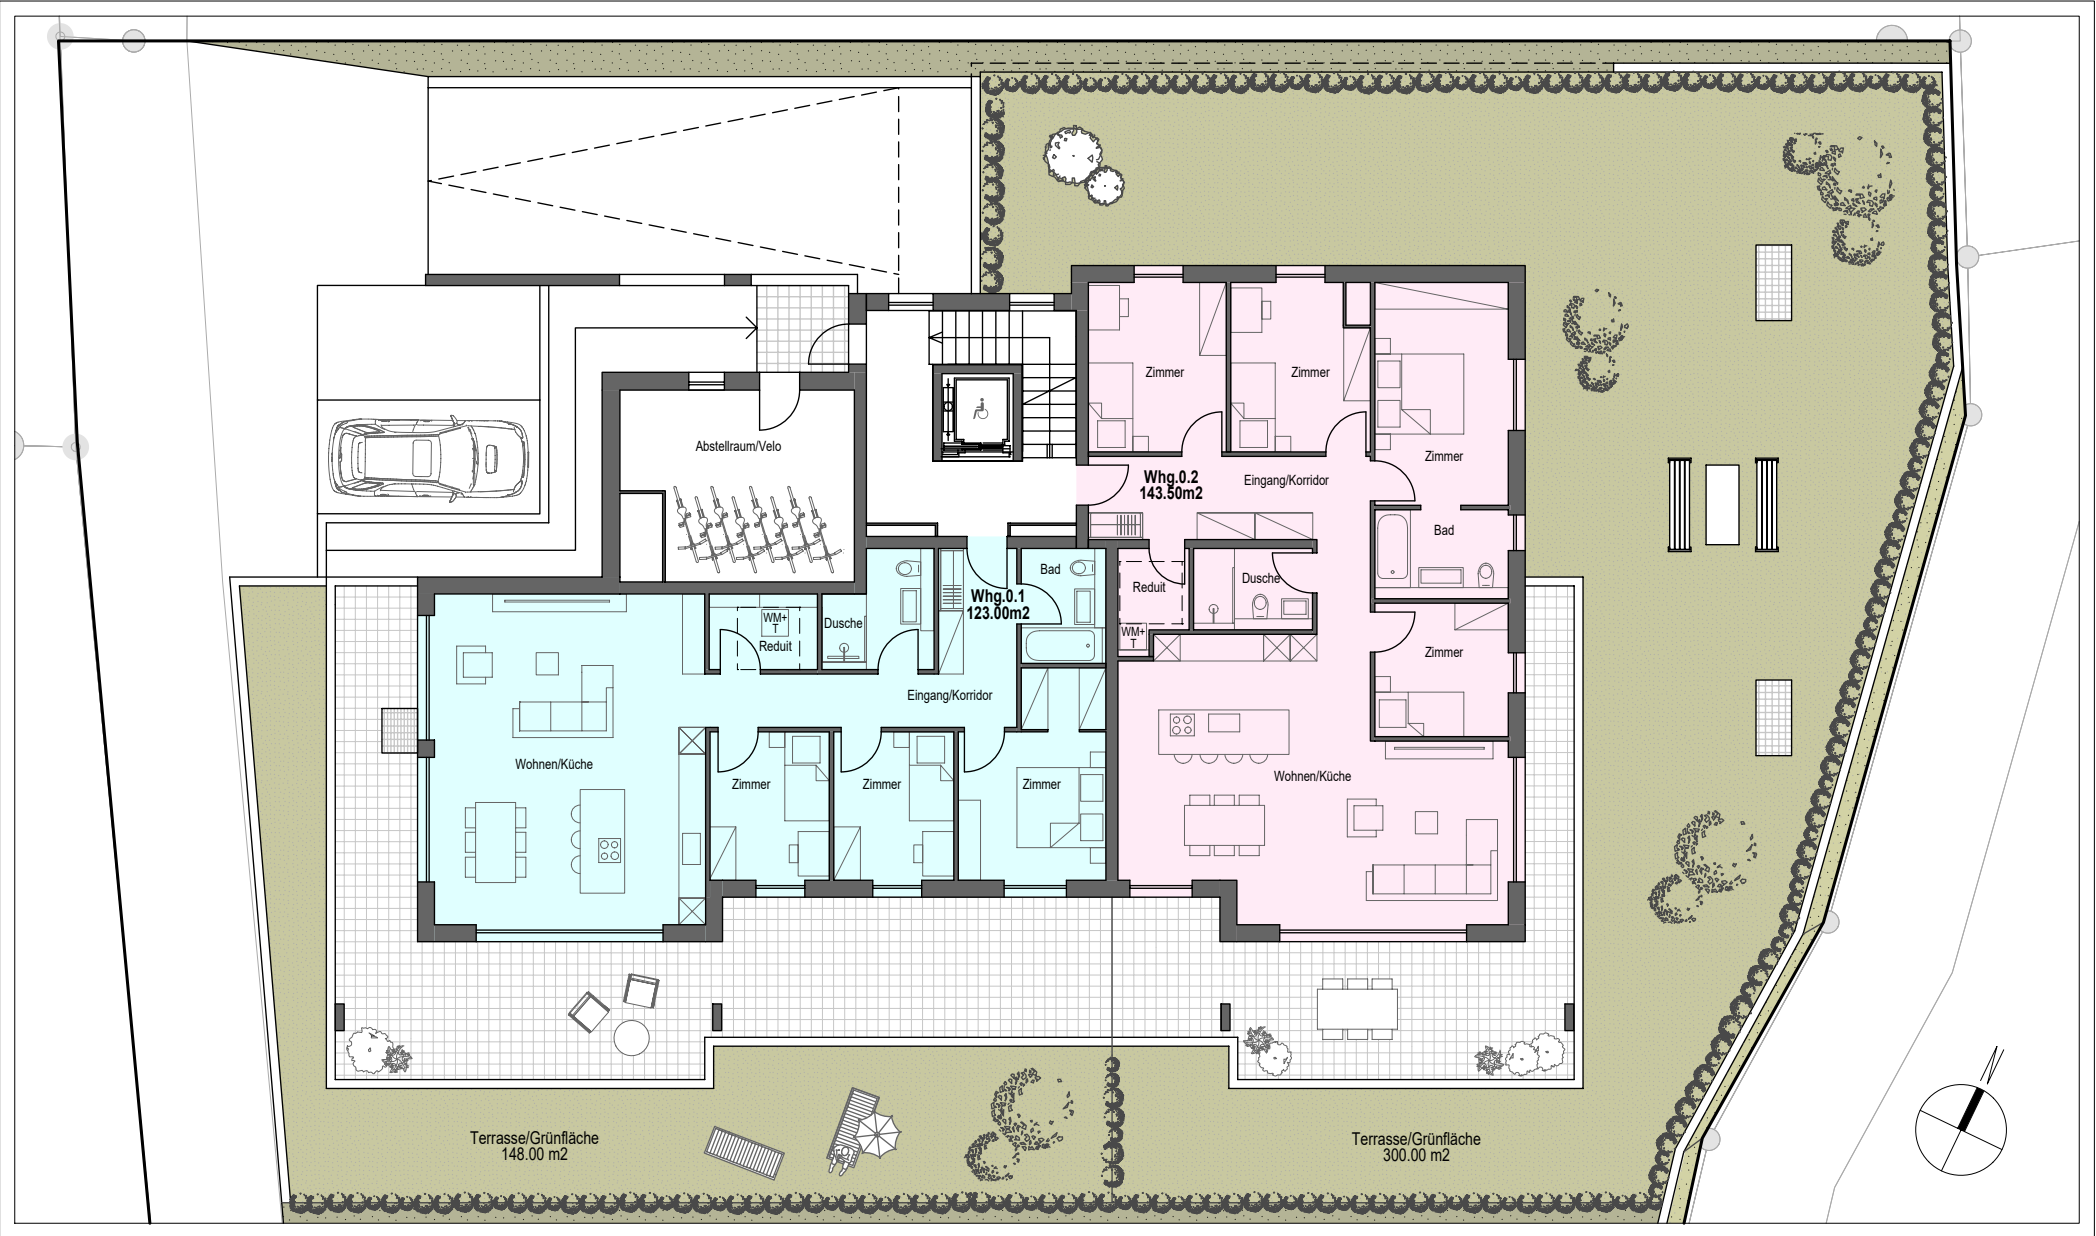 Zimmer
Zimmer
Zimmer
Abstellraum/Velo
Whg.0.2
143.50m2
Eingang/Korridor
Bad
Bad
Reduit
Dusche
WM+
T
Whg.0.1
123.00m2
WM+
T
Reduit
Dusche
Zimmer
Eingang/Korridor
Wohnen/Küche
Zimmer
Zimmer
Zimmer
Wohnen/Küche
Terrasse/Grünfläche
148.00 m2
Terrasse/Grünfläche
300.00 m2
N